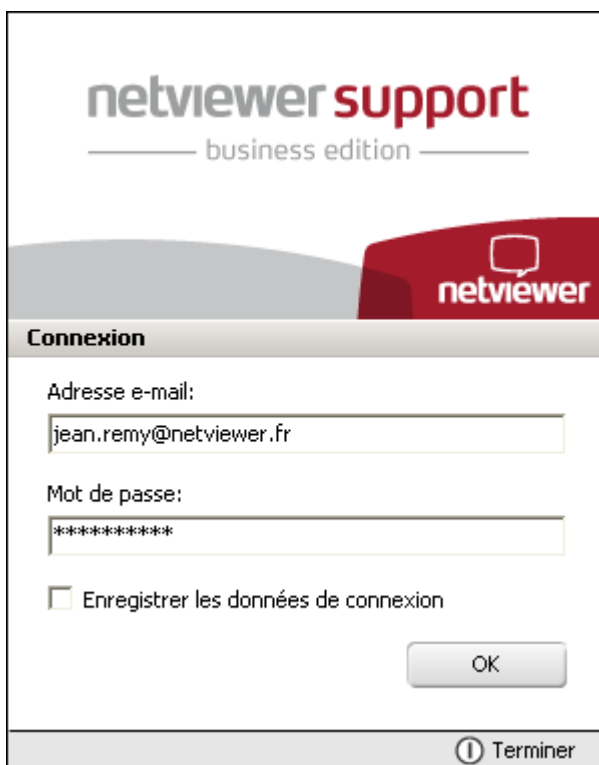 netviewer support
business edition
netviewer
Connexion
Adresse e-mail:
jean.remy@netviewer.fr
Mot de passe:
**********
Enregistrer les données de connexion
OK
Terminer